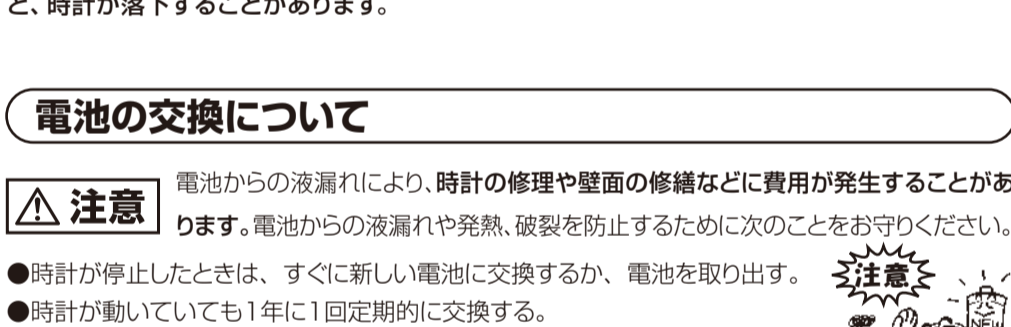 と、時計が落下することがあります。
電池の交換について
⚠ 注意
電池からの液漏れにより、時計の修理や壁面の修繕などに費用が発生することがあ
ります。電池からの液漏れや発熱、破裂を防止するために次のことをお守りください。
●時計が停止したときは、すぐに新しい電池に交換するか、電池を取り出す。
注意
●時計が動いていても1年に1回定期的に交換する。
NEW